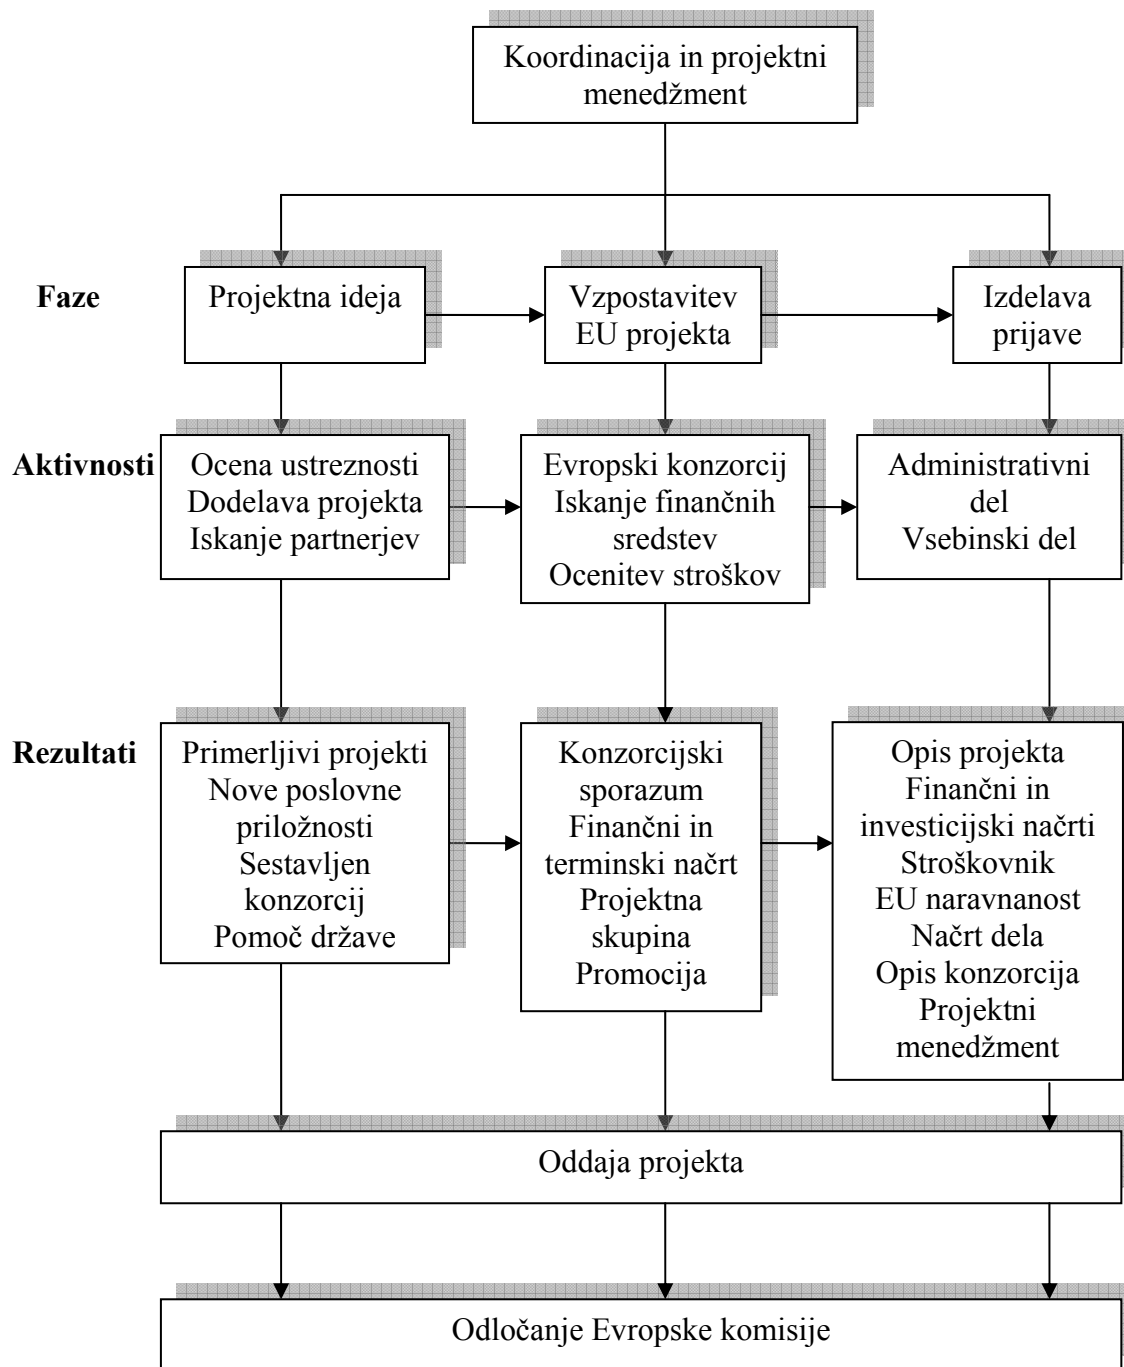 Koordinacija in projektni
menedžment
Faze
Projektna ideja
Vzpostavitev
EU projekta
Izdelava
prijave
Aktivnosti
Ocena ustreznosti
Dodelava projekta
Iskanje partnerjev
Evropski konzorcij
Iskanje finančnih
sredstev
Ocenitev stroškov
Administrativni
del
Vsebinski del
Rezultati
Primerljivi projekti
Nove poslovne
priložnosti
Sestavljen
konzorcij
Pomoč države
Konzorcijski
sporazum
Finančni in
terminski načrt
Projektna
skupina
Promocija
Opis projekta
Finančni in
investicijski načrti
Stroškovnik
EU naravnanost
Načrt dela
Opis konzorcija
Projektni
menedžment
Oddaja projekta
Odločanje Evropske komisije